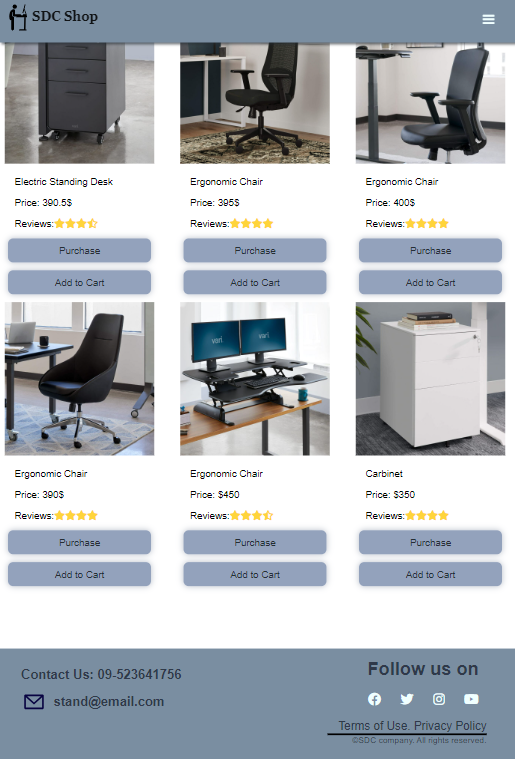 SDC Shop
Electric Standing Desk
Price: 390.5$
Reviews:
Purchase
Add to Cart
Ergonomic Chair
Price: 395$
Reviews:
Purchase
Add to Cart
Ergonomic Chair
Price: 400$
Reviews:
Purchase
Add to Cart
Ergonomic Chair
Price: 390$
Reviews:
Purchase
Add to Cart
vari
vari
Ergonomic Chair
Price: $450
Reviews:
Purchase
Add to Cart
Carbinet
Price: $350
Reviews:
Purchase
Add to Cart
Contact Us: 09-523641756
stand@email.com
Follow us on
Terms of Use. Privacy Policy
©SDC company. All rights reserved.